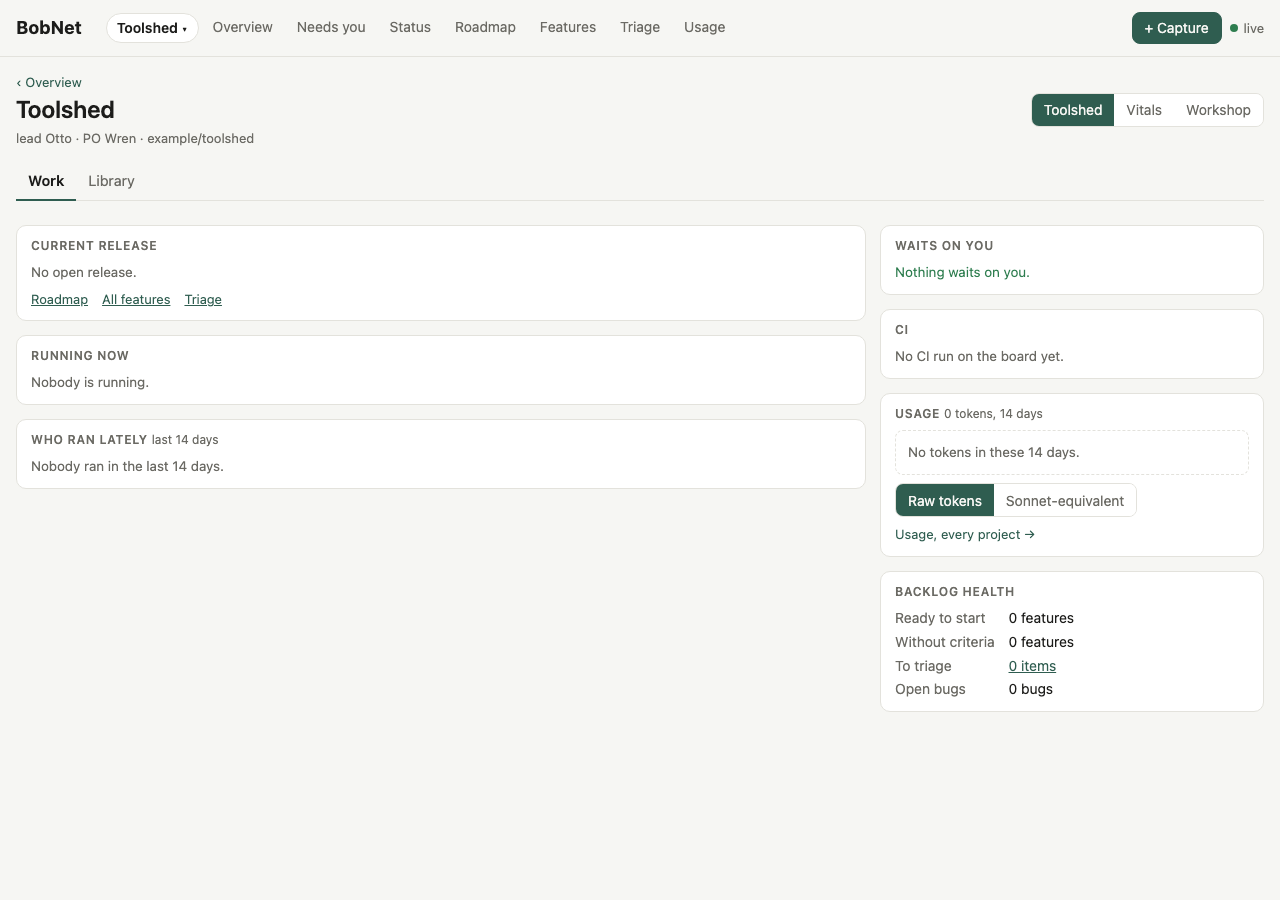 BobNet
Toolshed ▾
Overview
Needs you
Status
Roadmap
Features
Triage
Usage
+ Capture
live
‹ Overview
Toolshed
lead Otto · PO Wren · example/toolshed
Toolshed
Vitals
Workshop
Work
Library
CURRENT RELEASE
No open release.
Roadmap All features Triage
RUNNING NOW
Nobody is running.
WHO RAN LATELY last 14 days
Nobody ran in the last 14 days.
WAITS ON YOU
Nothing waits on you.
CI
No CI run on the board yet.
USAGE 0 tokens, 14 days
No tokens in these 14 days.
Raw tokens Sonnet-equivalent
Usage, every project →
BACKLOG HEALTH
Ready to start 0 features
Without criteria 0 features
To triage 0 items
Open bugs 0 bugs